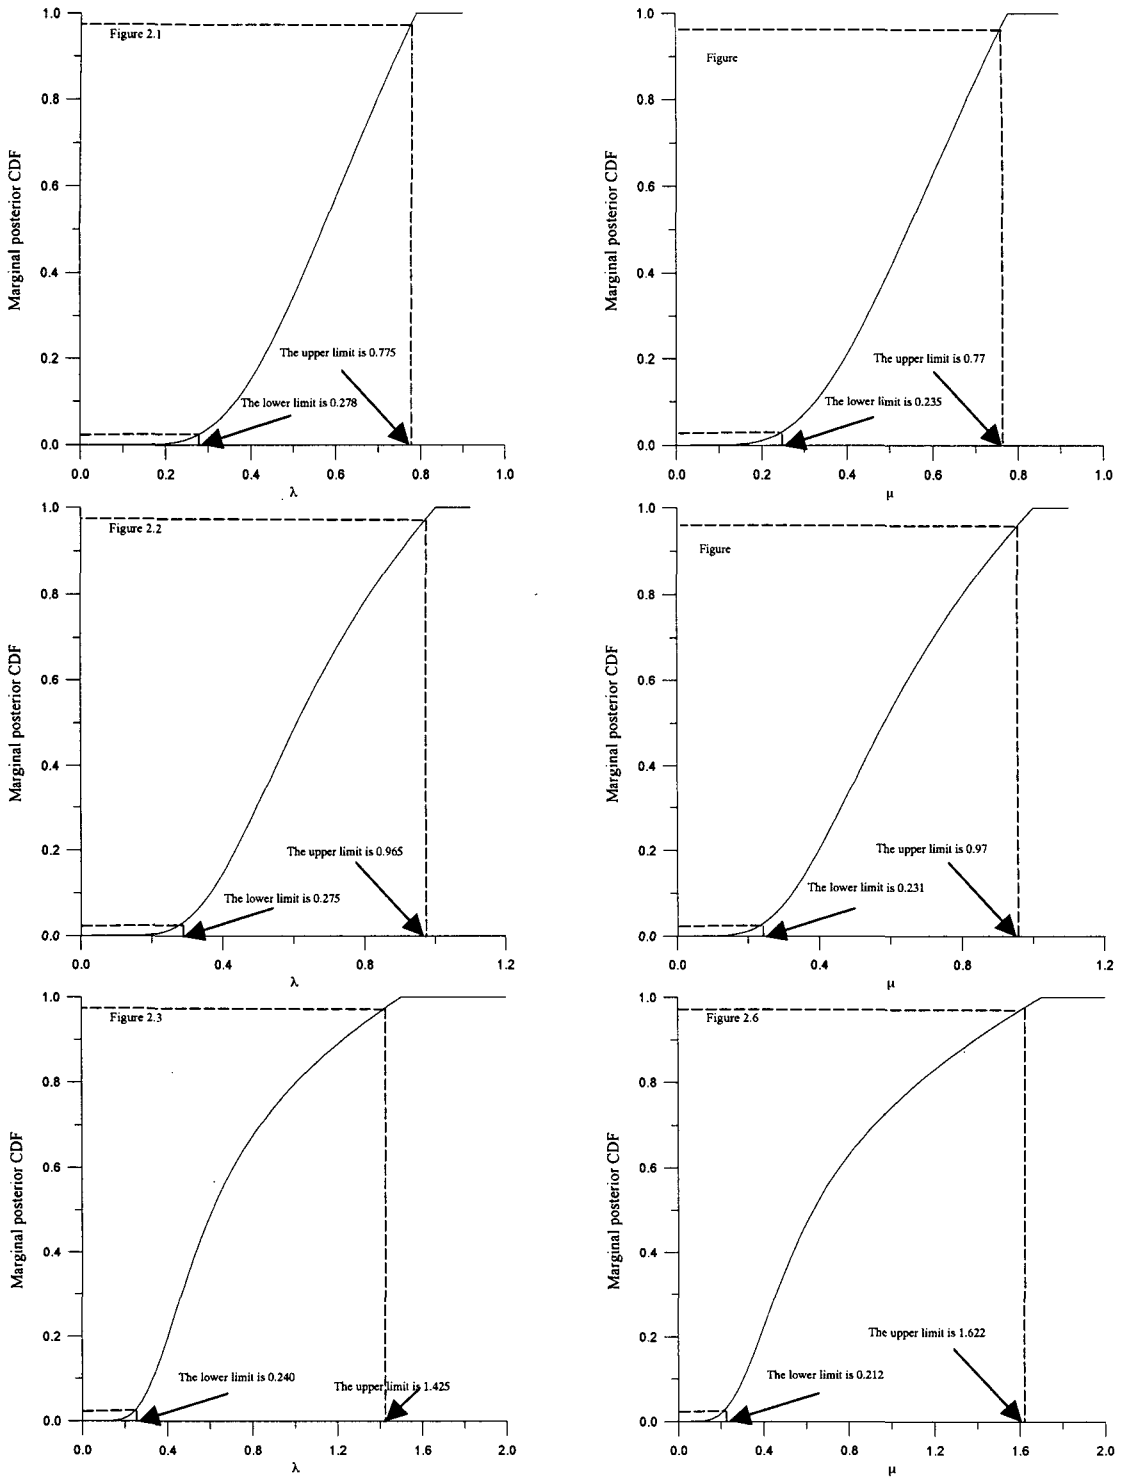 1.0
Figure 2.1
0.8
0.6
0.4
0.2
0.0
Marginal posterior CDF
The upper limit is 0.775
The lower limit is 0.278
0.0 0.2 0.4 0.6 0.8 1.0
λ
1.0
Figure
0.8
0.6
0.4
0.2
0.0
Marginal posterior CDF
The upper limit is 0.77
The lower limit is 0.235
0.0 0.2 0.4 0.6 0.8 1.0
μ
1.0
Figure 2.2
0.8
0.6
0.4
0.2
0.0
Marginal posterior CDF
The upper limit is 0.965
The lower limit is 0.275
0.0 0.4 0.8 1.2
λ
1.0
Figure
0.8
0.6
0.4
0.2
0.0
Marginal posterior CDF
The upper limit is 0.97
The lower limit is 0.231
0.0 0.4 0.8 1.2
μ
1.0
Figure 2.3
0.8
0.6
0.4
0.2
0.0
Marginal posterior CDF
The lower limit is 0.240
The upper limit is 1.425
0.0 0.4 0.8 1.2 1.6 2.0
λ
1.0
Figure 2.6
0.8
0.6
0.4
0.2
0.0
Marginal posterior CDF
The upper limit is 1.622
The lower limit is 0.212
0.0 0.4 0.8 1.2 1.6 2.0
μ